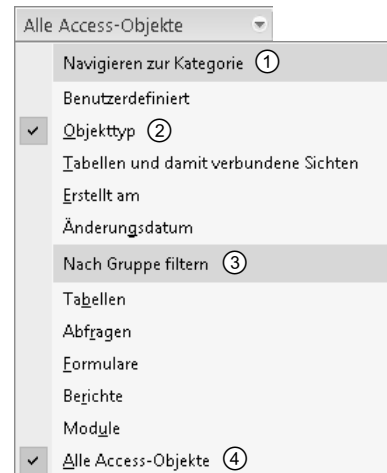 Alle Access-Objekte
Navigieren zur Kategorie ①
Benutzerdefiniert
Objekttyp ②
Tabellen und damit verbundene Sichten
Erstellt am
Änderungsdatum
Nach Gruppe filtern ③
Tabellen
Abfragen
Formulare
Berichte
Module
Alle Access-Objekte ④